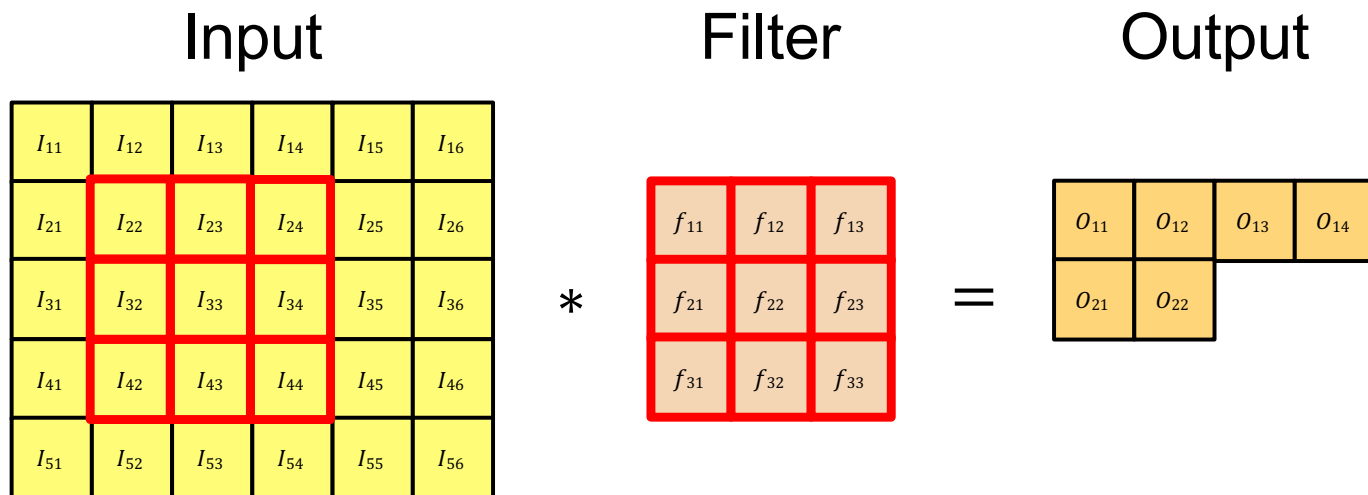 Input Filter Output
I₁₁ I₁₂ I₁₃ I₁₄ I₁₅ I₁₆
I₂₁ I₂₂ I₂₃ I₂₄ I₂₅ I₂₆ f₁₁ f₁₂ f₁₃ O₁₁ O₁₂ O₁₃ O₁₄
I₃₁ I₃₂ I₃₃ I₃₄ I₃₅ I₃₆ * f₂₁ f₂₂ f₂₃ = O₂₁ O₂₂
I₄₁ I₄₂ I₄₃ I₄₄ I₄₅ I₄₆ f₃₁ f₃₂ f₃₃
I₅₁ I₅₂ I₅₃ I₅₄ I₅₅ I₅₆